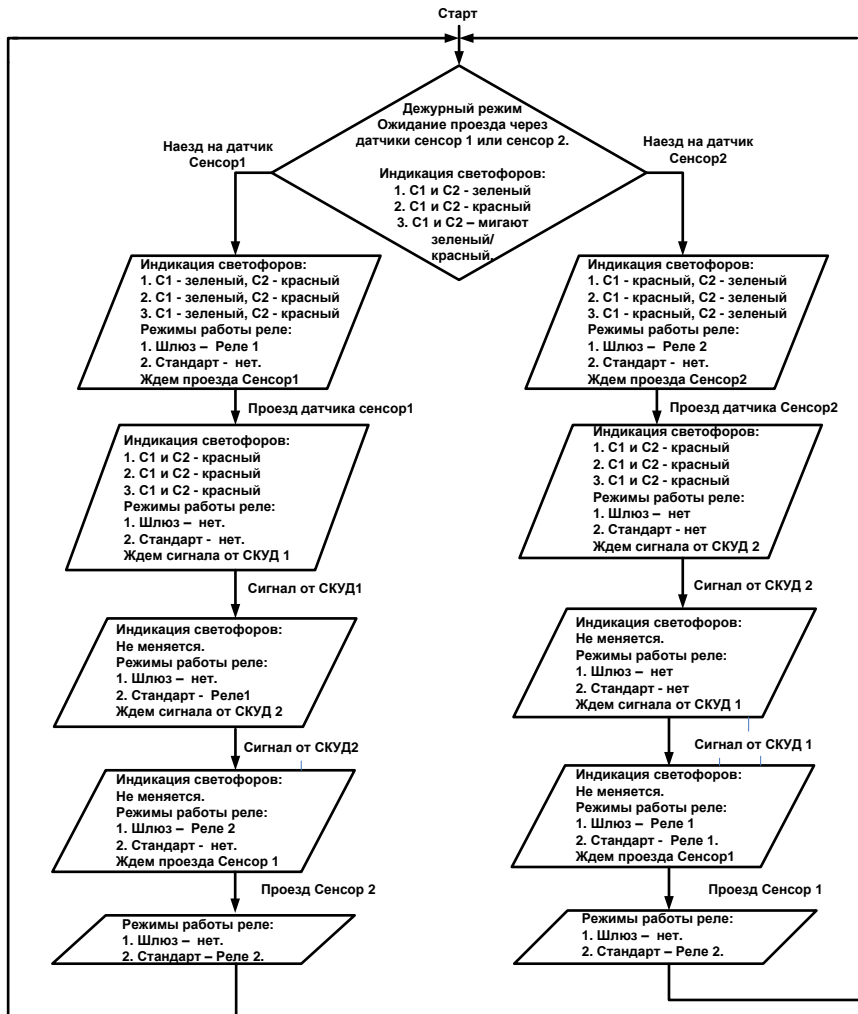 Старт
Дежурный режим
Ожидание проезда через
датчики сенсор 1 или сенсор 2.
Индикация светофоров:
1. С1 и С2 - зеленый
2. С1 и С2 - красный
3. С1 и С2 – мигают
зеленый/
красный.
Наезд на датчик
Сенсор1
Индикация светофоров:
1. С1 - зеленый, С2 - красный
2. С1 - зеленый, С2 - красный
3. С1 - зеленый, С2 - красный
Режимы работы реле:
1. Шлюз – Реле 1
2. Стандарт - нет.
Ждем проезда Сенсор1
Проезд датчика сенсор1
Индикация светофоров:
1. С1 и С2 - красный
2. С1 и С2 - красный
3. С1 и С2 - красный
Режимы работы реле:
1. Шлюз – нет.
2. Стандарт - нет.
Ждем сигнала от СКУД 1
Сигнал от СКУД1
Индикация светофоров:
Не меняется.
Режимы работы реле:
1. Шлюз – нет.
2. Стандарт - Реле1
Ждем сигнала от СКУД 2
Сигнал от СКУД2
Индикация светофоров:
Не меняется.
Режимы работы реле:
1. Шлюз – Реле 2
2. Стандарт - нет.
Ждем проезда Сенсор 1
Проезд Сенсор 2
Режимы работы реле:
1. Шлюз – нет.
2. Стандарт – Реле 2.
Наезд на датчик
Сенсор2
Индикация светофоров:
1. С1 - красный, С2 - зеленый
2. С1 - красный, С2 - зеленый
3. С1 - красный, С2 - зеленый
Режимы работы реле:
1. Шлюз – Реле 2
2. Стандарт - нет.
Ждем проезда Сенсор2
Проезд датчика Сенсор2
Индикация светофоров:
1. С1 и С2 - красный
2. С1 и С2 - красный
3. С1 и С2 - красный
Режимы работы реле:
1. Шлюз – нет
2. Стандарт - нет
Ждем сигнала от СКУД 2
Сигнал от СКУД 2
Индикация светофоров:
Не меняется.
Режимы работы реле:
1. Шлюз – нет
2. Стандарт - нет
Ждем сигнала от СКУД 1
Сигнал от СКУД 1
Индикация светофоров:
Не меняется.
Режимы работы реле:
1. Шлюз – Реле 1
2. Стандарт - Реле 1.
Ждем проезда Сенсор1
Проезд Сенсор 1
Режимы работы реле:
1. Шлюз – нет.
2. Стандарт – Реле 2.